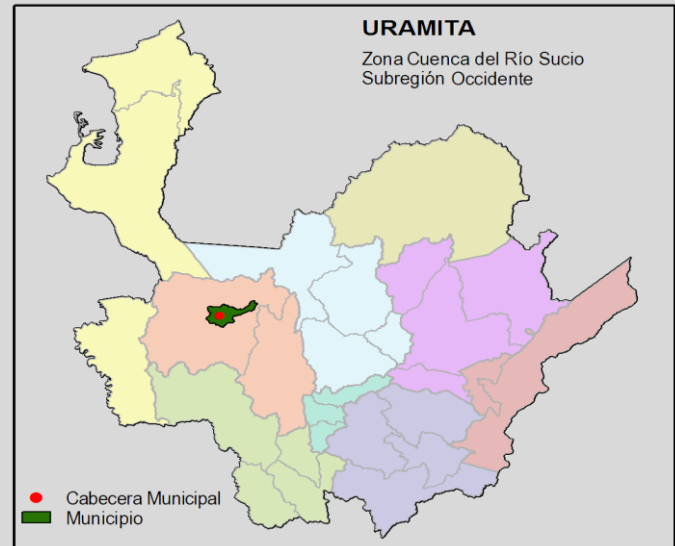 URAMITA
Zona Cuenca del Río Sucio
Subregión Occidente
Cabecera Municipal
Municipio